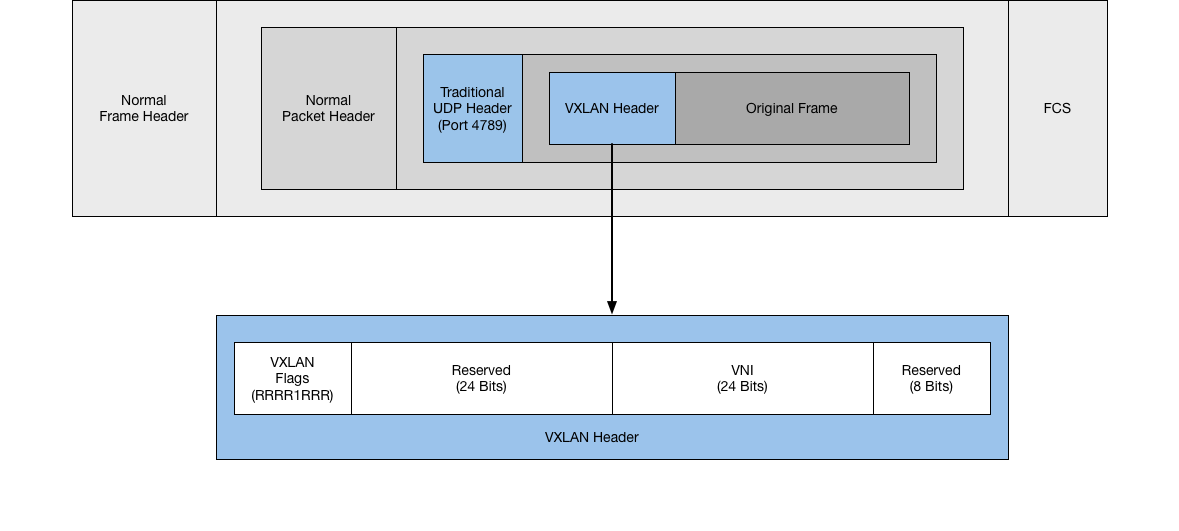 Normal
Frame Header
Normal
Packet Header
Traditional
UDP Header
(Port 4789)
VXLAN Header
Original Frame
FCS
VXLAN
Flags
(RRRR1RRR)
Reserved
(24 Bits)
VNI
(24 Bits)
Reserved
(8 Bits)
VXLAN Header